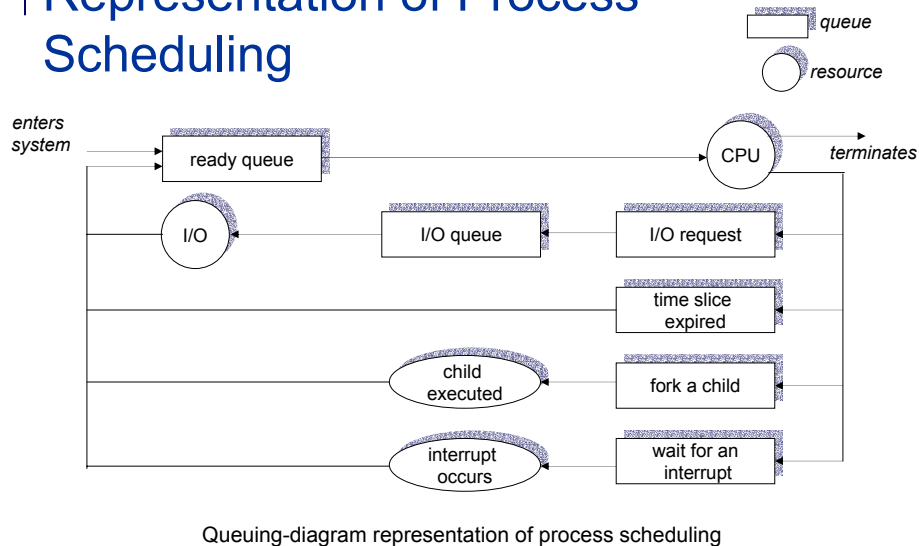 Representation of Process
Scheduling
queue
resource
enters
system
ready queue
CPU
terminates
I/O
I/O queue
I/O request
time slice
expired
child
executed
fork a child
interrupt
occurs
wait for an
interrupt
Queuing-diagram representation of process scheduling